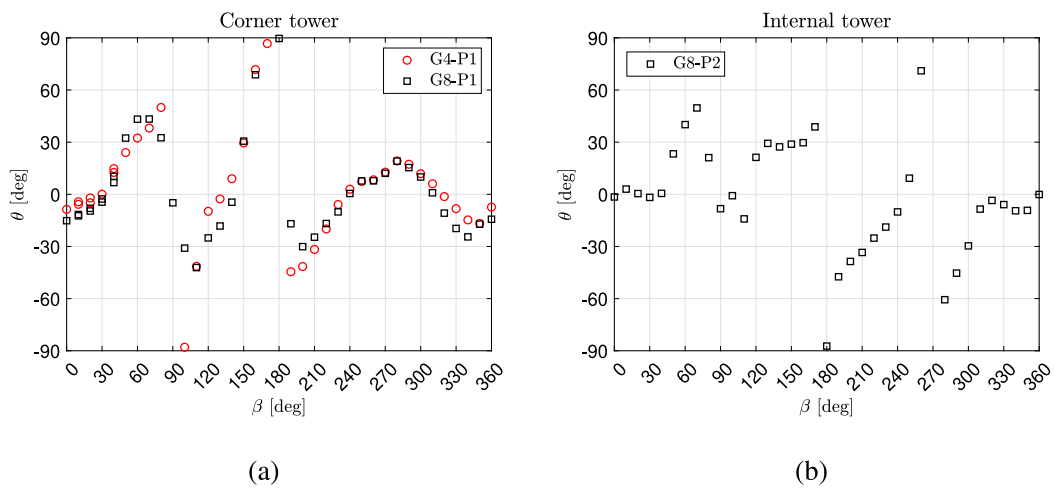 Corner tower
90
60
30
0
-30
-60
-90
θ [deg]
G4-P1
G8-P1
0 30 60 90 120 150 180 210 240 270 300 330 360
β [deg]
(a)
Internal tower
90
60
30
0
-30
-60
-90
θ [deg]
G8-P2
0 30 60 90 120 150 180 210 240 270 300 330 360
β [deg]
(b)